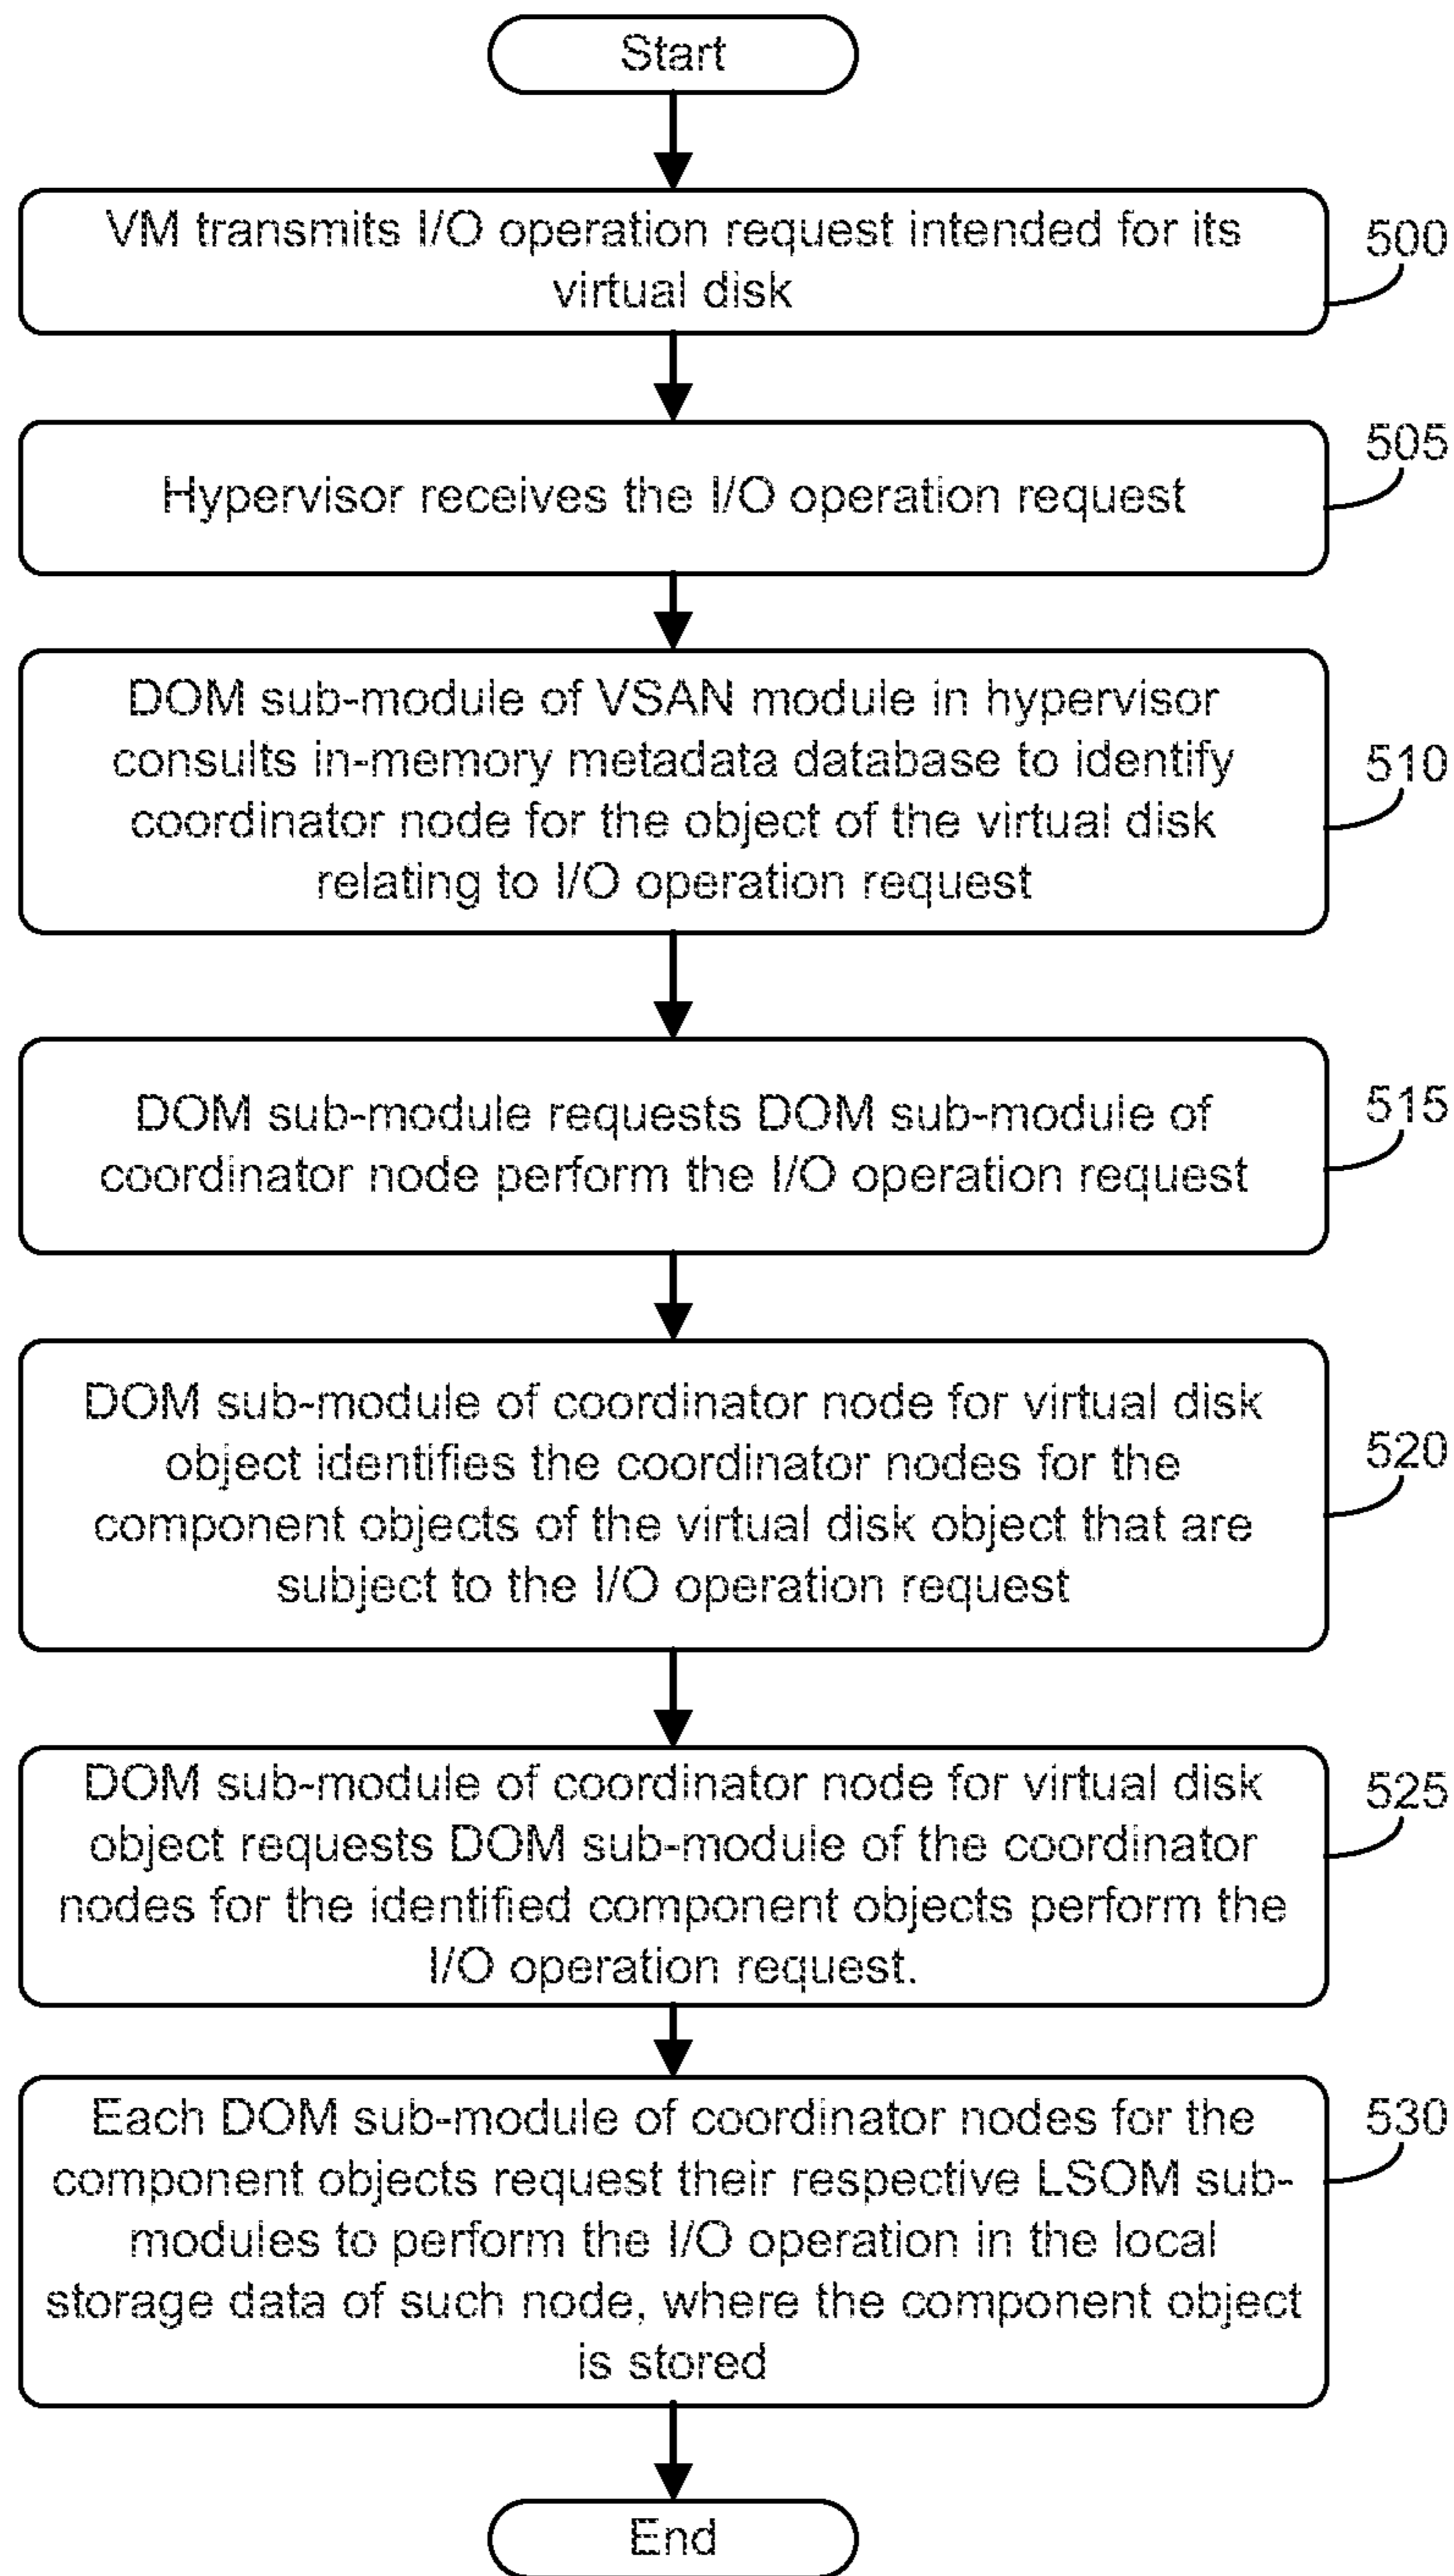 Start
VM transmits I/O operation request intended for its
virtual disk
500
Hypervisor receives the I/O operation request
505
DOM sub-module of VSAN module in hypervisor
consults in-memory metadata database to identify
coordinator node for the object of the virtual disk
relating to I/O operation request
510
DOM sub-module requests DOM sub-module of
coordinator node perform the I/O operation request
515
DOM sub-module of coordinator node for virtual disk
object identifies the coordinator nodes for the
component objects of the virtual disk object that are
subject to the I/O operation request
520
DOM sub-module of coordinator node for virtual disk
object requests DOM sub-module of the coordinator
nodes for the identified component objects perform the
I/O operation request.
525
Each DOM sub-module of coordinator nodes for the
component objects request their respective LSOM sub-
modules to perform the I/O operation in the local
storage data of such node, where the component object
is stored
530
End